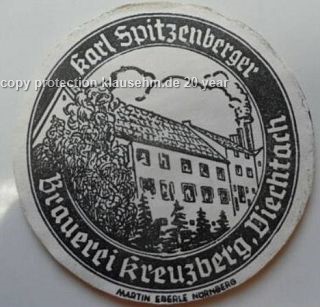 Karl Spitzenberger
copy protection klausehm.de 20 year
Brauerei Kreuzberg, Viechtach
MARTIN EBERLE NÜRNBERG